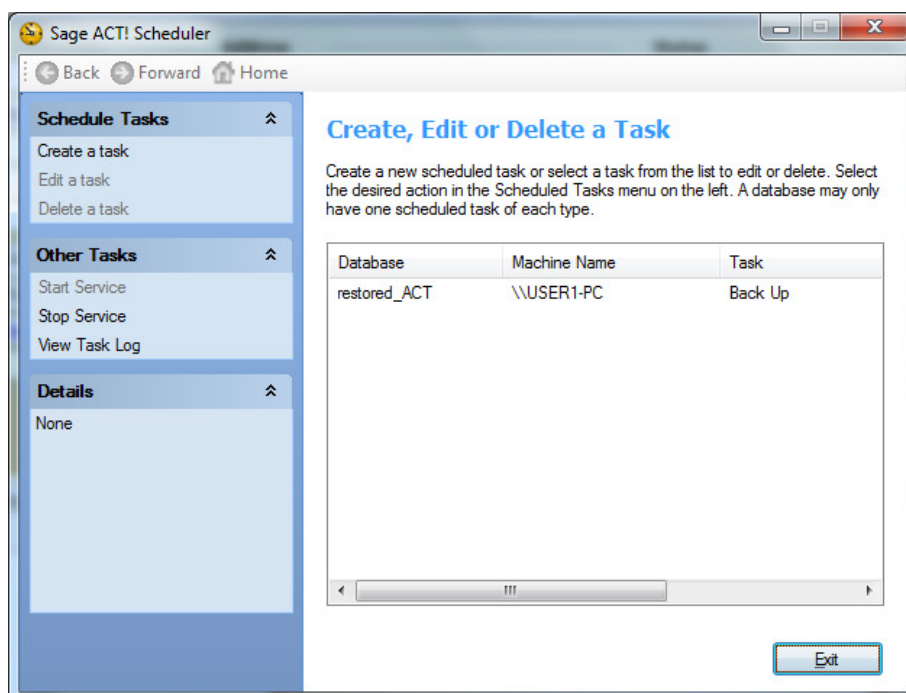 Sage ACT! Scheduler
Back Forward Home
Schedule Tasks
Create a task
Edit a task
Delete a task
Other Tasks
Start Service
Stop Service
View Task Log
Details
None
Create, Edit or Delete a Task
Create a new scheduled task or select a task from the list to edit or delete. Select
the desired action in the Scheduled Tasks menu on the left. A database may only
have one scheduled task of each type.
Database Machine Name Task
restored_ACT \\USER1-PC Back Up
Exit